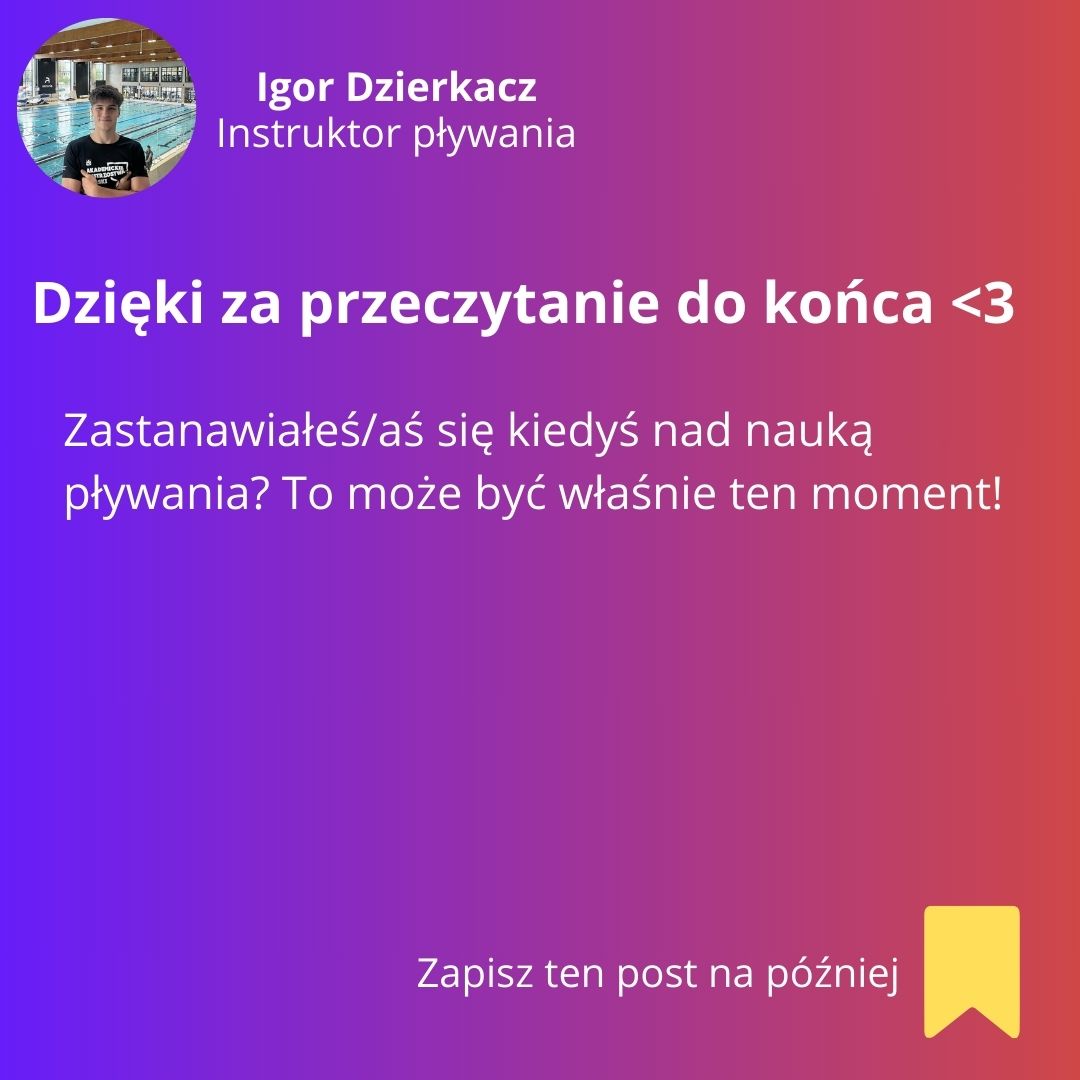 Igor Dzierkacz
Instruktor pływania
Dzięki za przeczytanie do końca <3
Zastanawiałeś/aś się kiedyś nad nauką
pływania? To może być właśnie ten moment!
Zapisz ten post na później